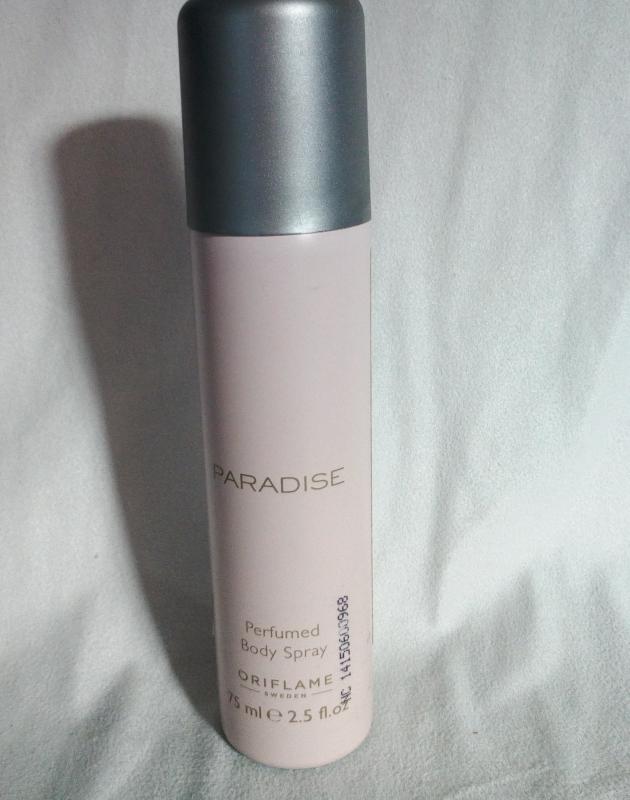 PARADISE
Perfumed
Body Spray
ORIFLAME
SWEDEN
75 ml ℮ 2.5 fl.oz